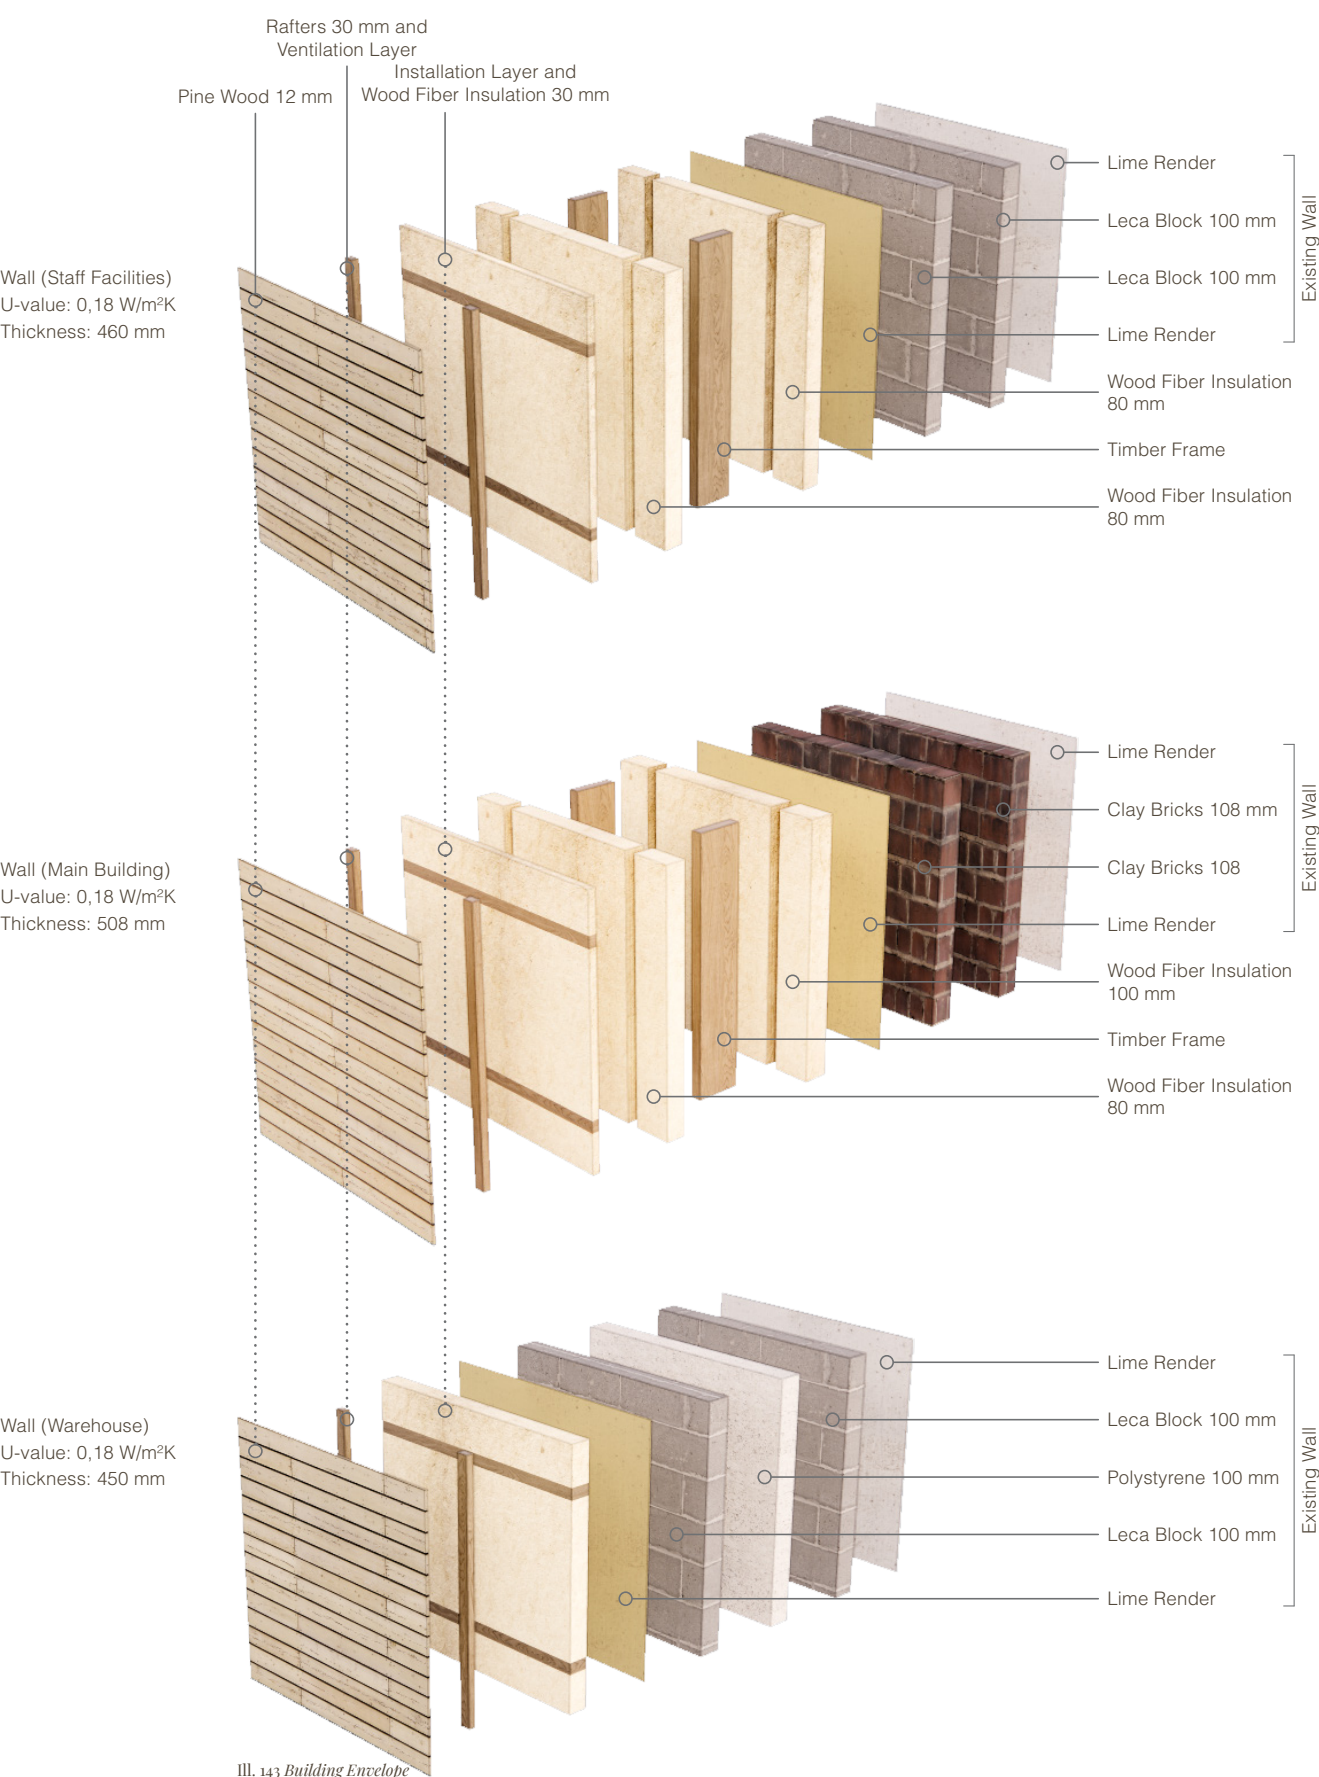 Rafters 30 mm and
Ventilation Layer
Installation Layer and
Wood Fiber Insulation 30 mm
Pine Wood 12 mm
Wall (Staff Facilities)
U-value: 0,18 W/m²K
Thickness: 460 mm
Lime Render
Leca Block 100 mm
Leca Block 100 mm
Lime Render
Existing Wall
Wood Fiber Insulation
80 mm
Timber Frame
Wood Fiber Insulation
80 mm
Wall (Main Building)
U-value: 0,18 W/m²K
Thickness: 508 mm
Lime Render
Clay Bricks 108 mm
Clay Bricks 108
Lime Render
Existing Wall
Wood Fiber Insulation
100 mm
Timber Frame
Wood Fiber Insulation
80 mm
Wall (Warehouse)
U-value: 0,18 W/m²K
Thickness: 450 mm
Lime Render
Leca Block 100 mm
Polystyrene 100 mm
Leca Block 100 mm
Lime Render
Existing Wall
Ill. 143 Building Envelope